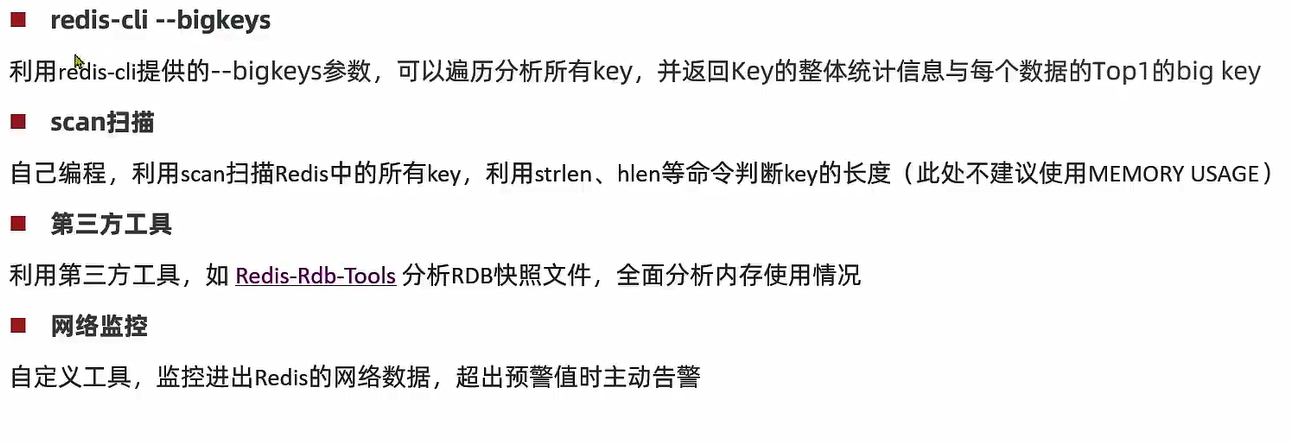 redis-cli --bigkeys
利用redis-cli提供的--bigkeys参数，可以遍历分析所有key，并返回Key的整体统计信息与每个数据的Top1的big key
scan扫描
自己编程，利用scan扫描Redis中的所有key，利用strlen、hlen等命令判断key的长度（此处不建议使用MEMORY USAGE）
第三方工具
利用第三方工具，如 Redis-Rdb-Tools 分析RDB快照文件，全面分析内存使用情况
网络监控
自定义工具，监控进出Redis的网络数据，超出预警值时主动告警